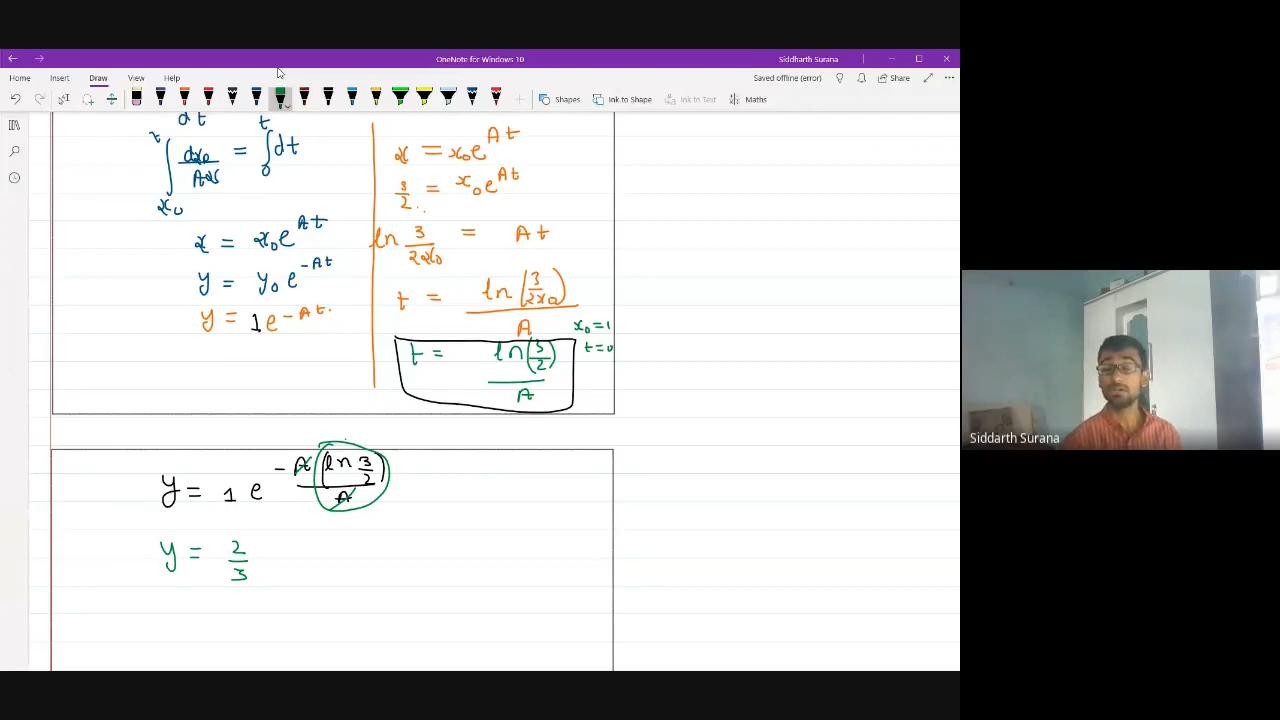 OneNote for Windows 10
Siddharth Surana
Home Insert Draw View Help
Saved offline (error)
Share
Shapes
Ink to Shape
Ink to Text
Maths
dt
∫ dx/Ax = ∫ dt
x₀ 0 t
x = x₀e^At
y = y₀e^-At
y = 1e^-At.
x = x₀e^At
3/2 = x₀e^At
ln 3/2x₀ = At
t = ln(3/2x₀)/A
x₀=1
t=0
t = ln(3/2)/A
y = 1 e^-A(ln 3/2)/A
y = 2/3
Siddarth Surana